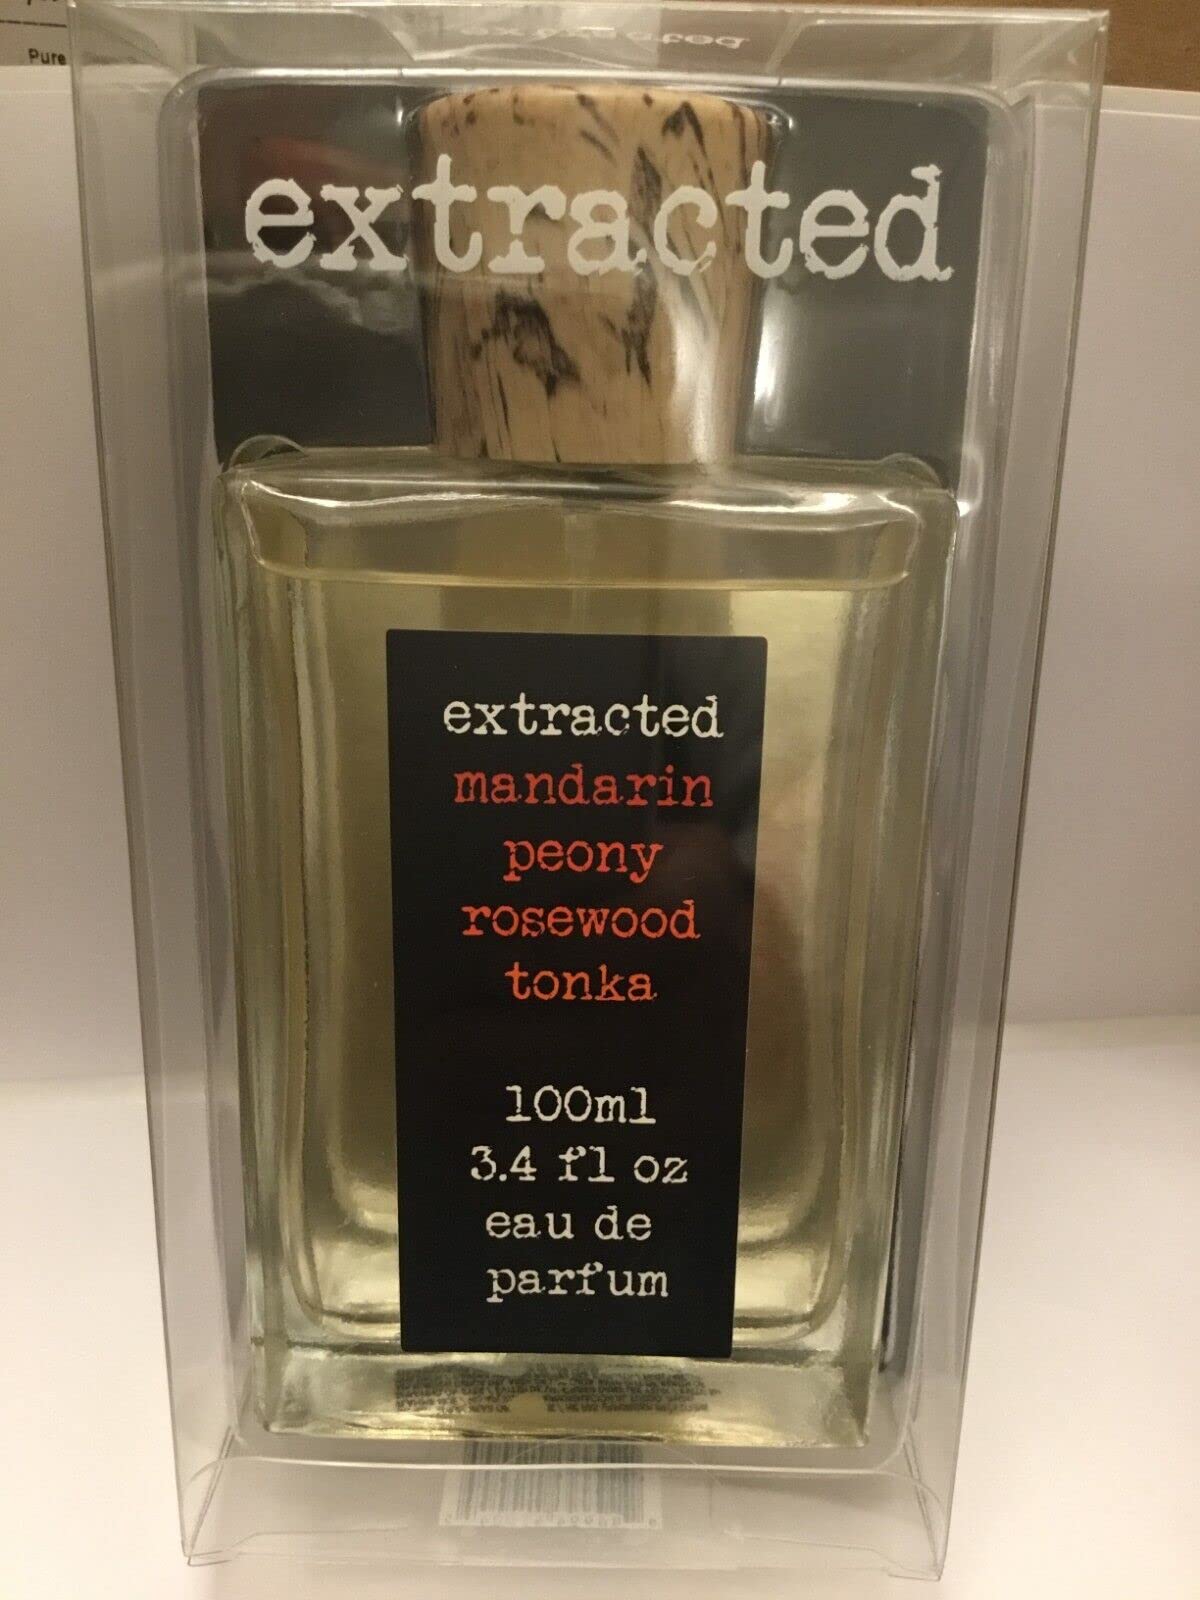 Pure
extracted
extracted
mandarin
peony
rosewood
tonka
100ml
3.4 fl oz
eau de
parfum